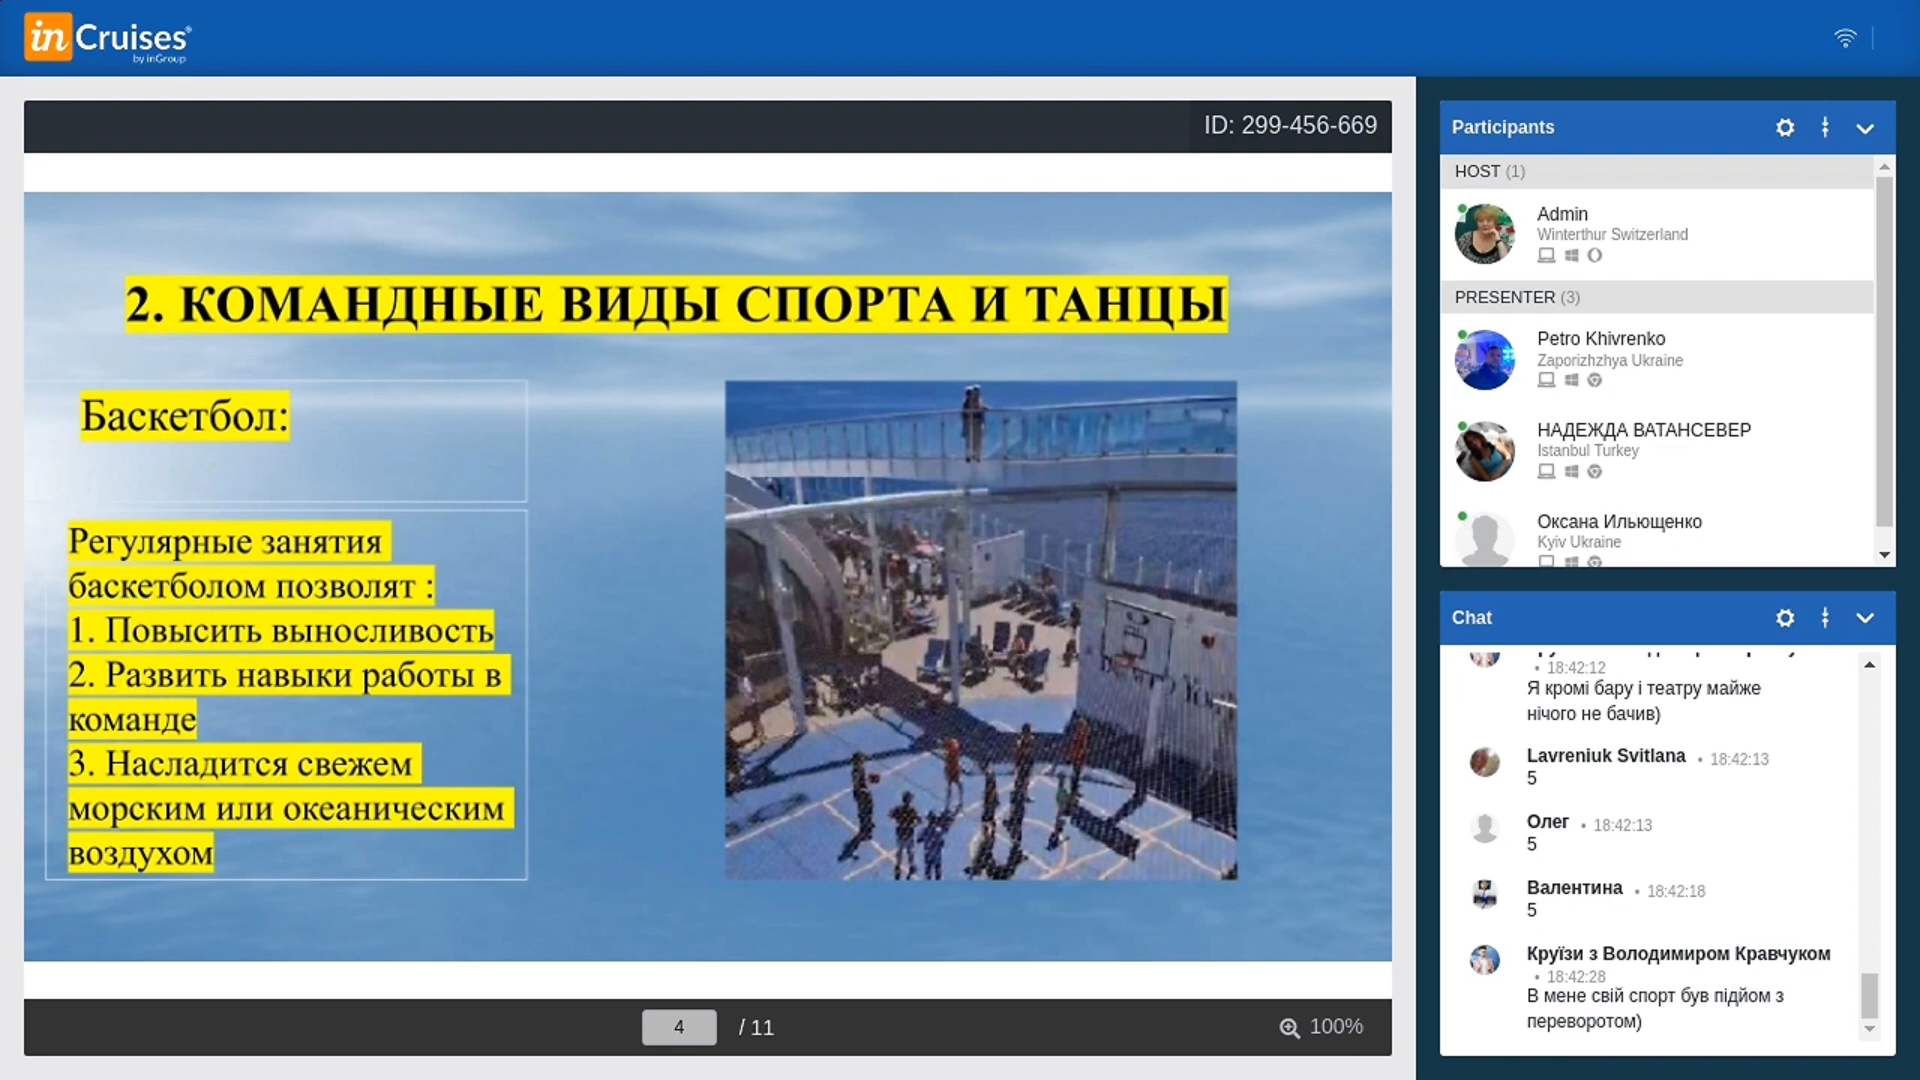 in Cruises®
by inGroup
ID: 299-456-669
2. КОМАНДНЫЕ ВИДЫ СПОРТА И ТАНЦЫ
Баскетбол:
Регулярные занятия
баскетболом позволят :
1. Повысить выносливость
2. Развить навыки работы в
команде
3. Насладится свежем
морским или океаническим
воздухом
4 / 11
100%
Participants
HOST (1)
Admin
Winterthur Switzerland
PRESENTER (3)
Petro Khivrenko
Zaporizhzhya Ukraine
НАДЕЖДА ВАТАНСЕВЕР
Istanbul Turkey
Оксана Ильющенко
Kyiv Ukraine
Chat
• 18:42:12
Я кромі бару і театру майже
нічого не бачив)
Lavreniuk Svitlana • 18:42:13
5
Олег • 18:42:13
5
Валентина • 18:42:18
5
Круїзи з Володимиром Кравчуком
• 18:42:28
В мене свій спорт був підйом з
переворотом)